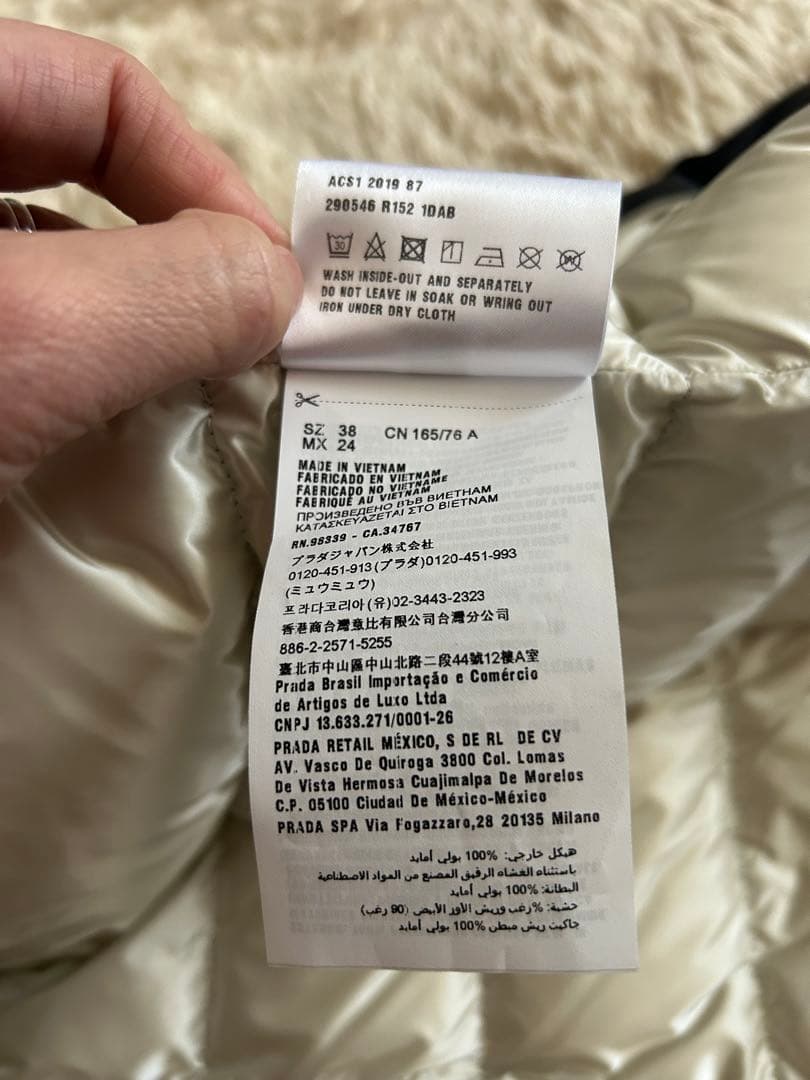 ACS1 2019 87
290546 R152 1DAB
30
WASH INSIDE-OUT AND SEPARATELY
DO NOT LEAVE IN SOAK OR WRING OUT
IRON UNDER DRY CLOTH
SZ 38 CN 165/76 A
MX 24
MADE IN VIETNAM
FABRICADO EN VIETNAM
FABRICADO NO VIETNAME
FABRIQUÉ AU VIETNAM
ПРОИЗВЕДЕНО ВЪВ ВИЕТНАМ
ΚΑΤΑΣΚΕΥΑΖΕΤΑΙ ΣΤΟ ΒΙΕΤΝΑΜ
RN.98339 - CA.34767
プラダジャパン株式会社
0120-451-913(プラダ)0120-451-993
(ミュウミュウ)
프라다코리아(유)02-3443-2323
香港商台灣意比有限公司台灣分公司
886-2-2571-5255
臺北市中山區中山北路二段44號12樓A室
Prada Brasil Importação e Comércio
de Artigos de Luxo Ltda
CNPJ 13.633.271/0001-26
PRADA RETAIL MÉXICO, S DE RL DE CV
AV. Vasco De Quiroga 3800 Col. Lomas
De Vista Hermosa Cuajimalpa De Morelos
C.P. 05100 Ciudad De México-México
PRADA SPA Via Fogazzaro,28 20135 Milano
هيكل خارجي: 100% بولي أمايد
باستثناء الغشاء الرقيق المصنع من المواد الاصطناعية
البطانة: 100% بولي أمايد
حشية: %رغب وريش الأوز الأبيض (90 رغب)
جاكيت ريش مبطن 100% بولي أمايد